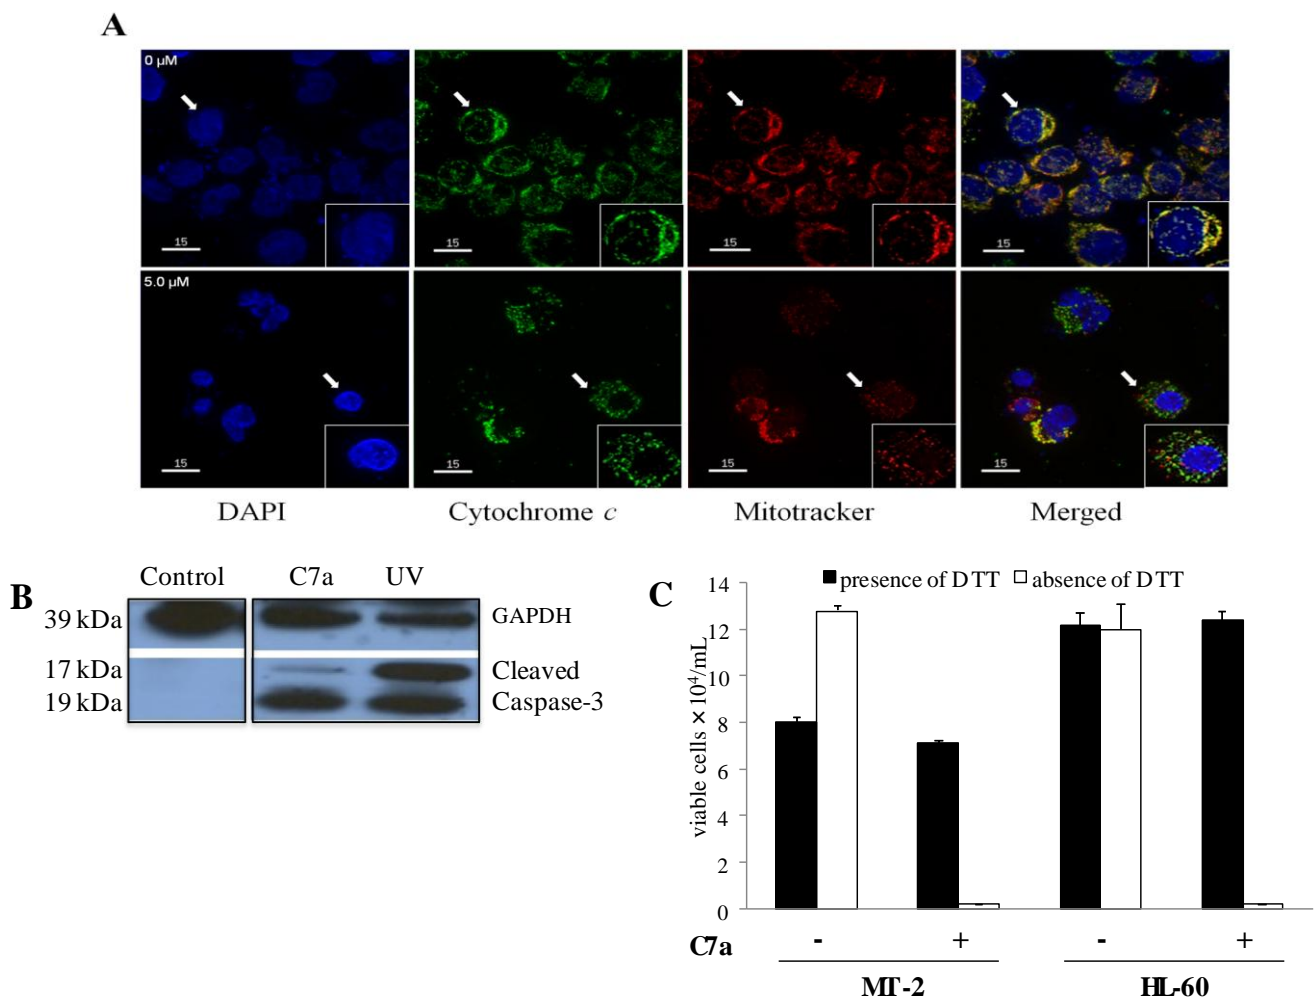 A
0 µM
15
15
15
15
5.0 µM
15
15
15
15
DAPI Cytochrome c Mitotracker Merged
B
Control C7a UV
39 kDa GAPDH
17 kDa Cleaved
19 kDa Caspase-3
C
presence of DTT absence of DTT
viable cells × 10⁴/mL
14
12
10
8
6
4
2
0
C7a - + - +
MT-2 HL-60